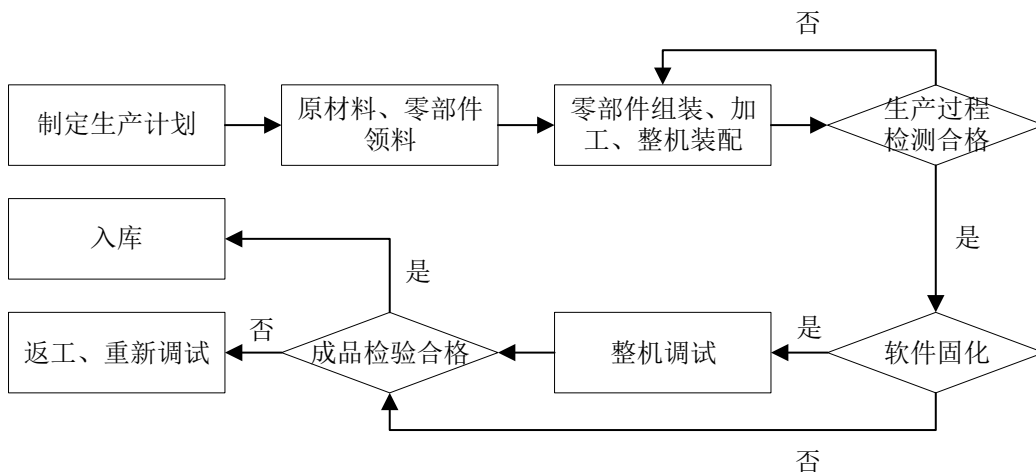 否
制定生产计划
原材料、零部件
领料
零部件组装、加
工、整机装配
生产过程
检测合格
入库
是
是
返工、重新调试
否
成品检验合格
整机调试
是
软件固化
否